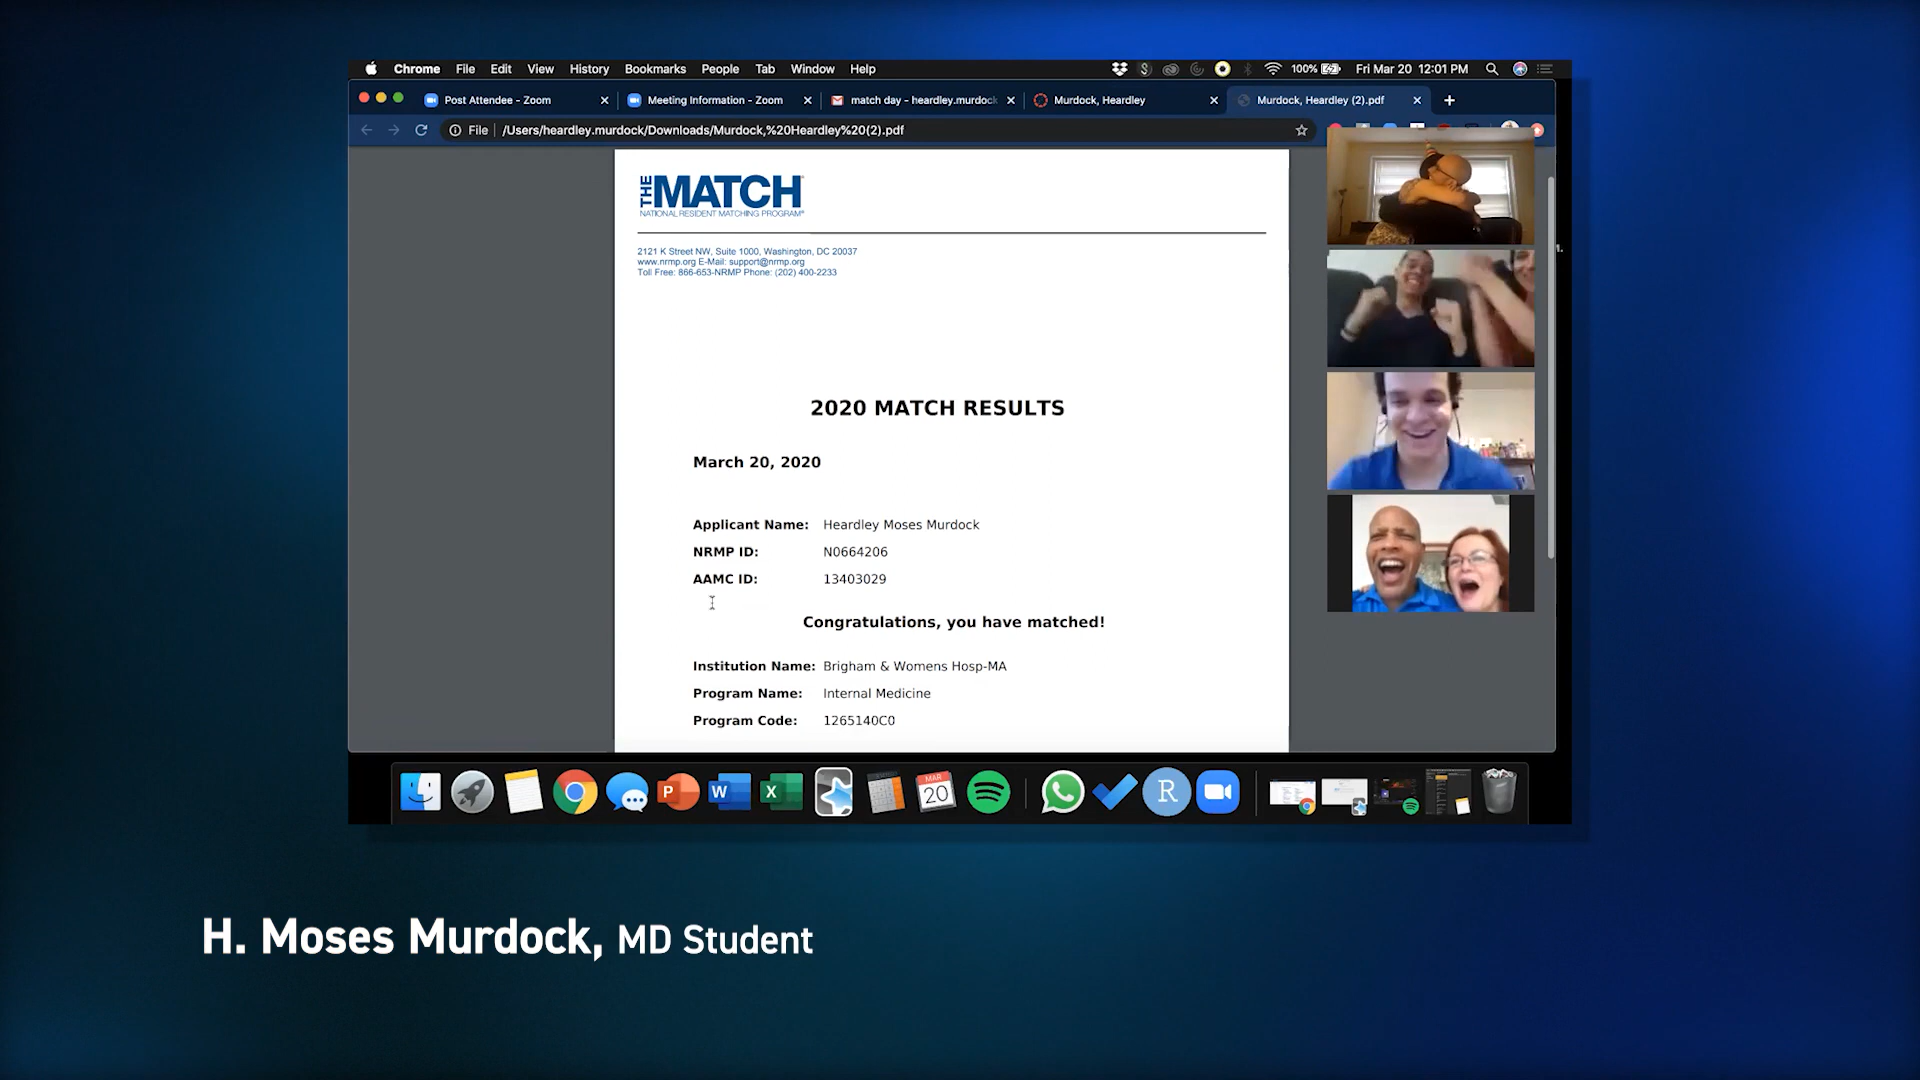 Chrome File Edit View History Bookmarks People Tab Window Help 100% Fri Mar 20 12:01 PM
Post Attendee - Zoom Meeting Information - Zoom match day - heardley.murdock Murdock, Heardley Murdock, Heardley (2).pdf
File /Users/heardley.murdock/Downloads/Murdock,%20Heardley%20(2).pdf
THE MATCH
NATIONAL RESIDENT MATCHING PROGRAM®
2121 K Street NW, Suite 1000, Washington, DC 20037
www.nrmp.org E-Mail: support@nrmp.org
Toll Free: 866-653-NRMP Phone: (202) 400-2233
2020 MATCH RESULTS
March 20, 2020
Applicant Name: Heardley Moses Murdock
NRMP ID: N0664206
AAMC ID: 13403029
Congratulations, you have matched!
Institution Name: Brigham & Womens Hosp-MA
Program Name: Internal Medicine
Program Code: 1265140C0
P W X MAR 20 R
H. Moses Murdock, MD Student